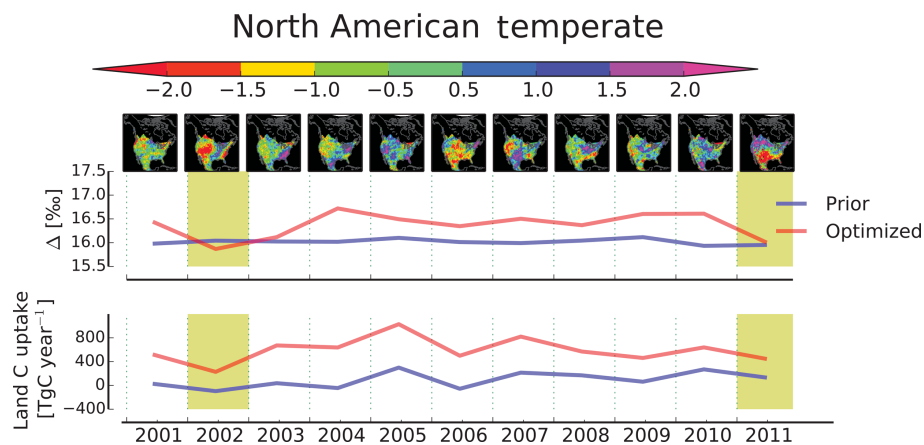 North American temperate
−2.0 −1.5 −1.0 −0.5 0.5 1.0 1.5 2.0
17.5
17.0
16.5
16.0
15.5
Δ [‰]
Prior
Optimized
800
400
0
−400
Land C uptake
[TgC year⁻¹]
2001 2002 2003 2004 2005 2006 2007 2008 2009 2010 2011